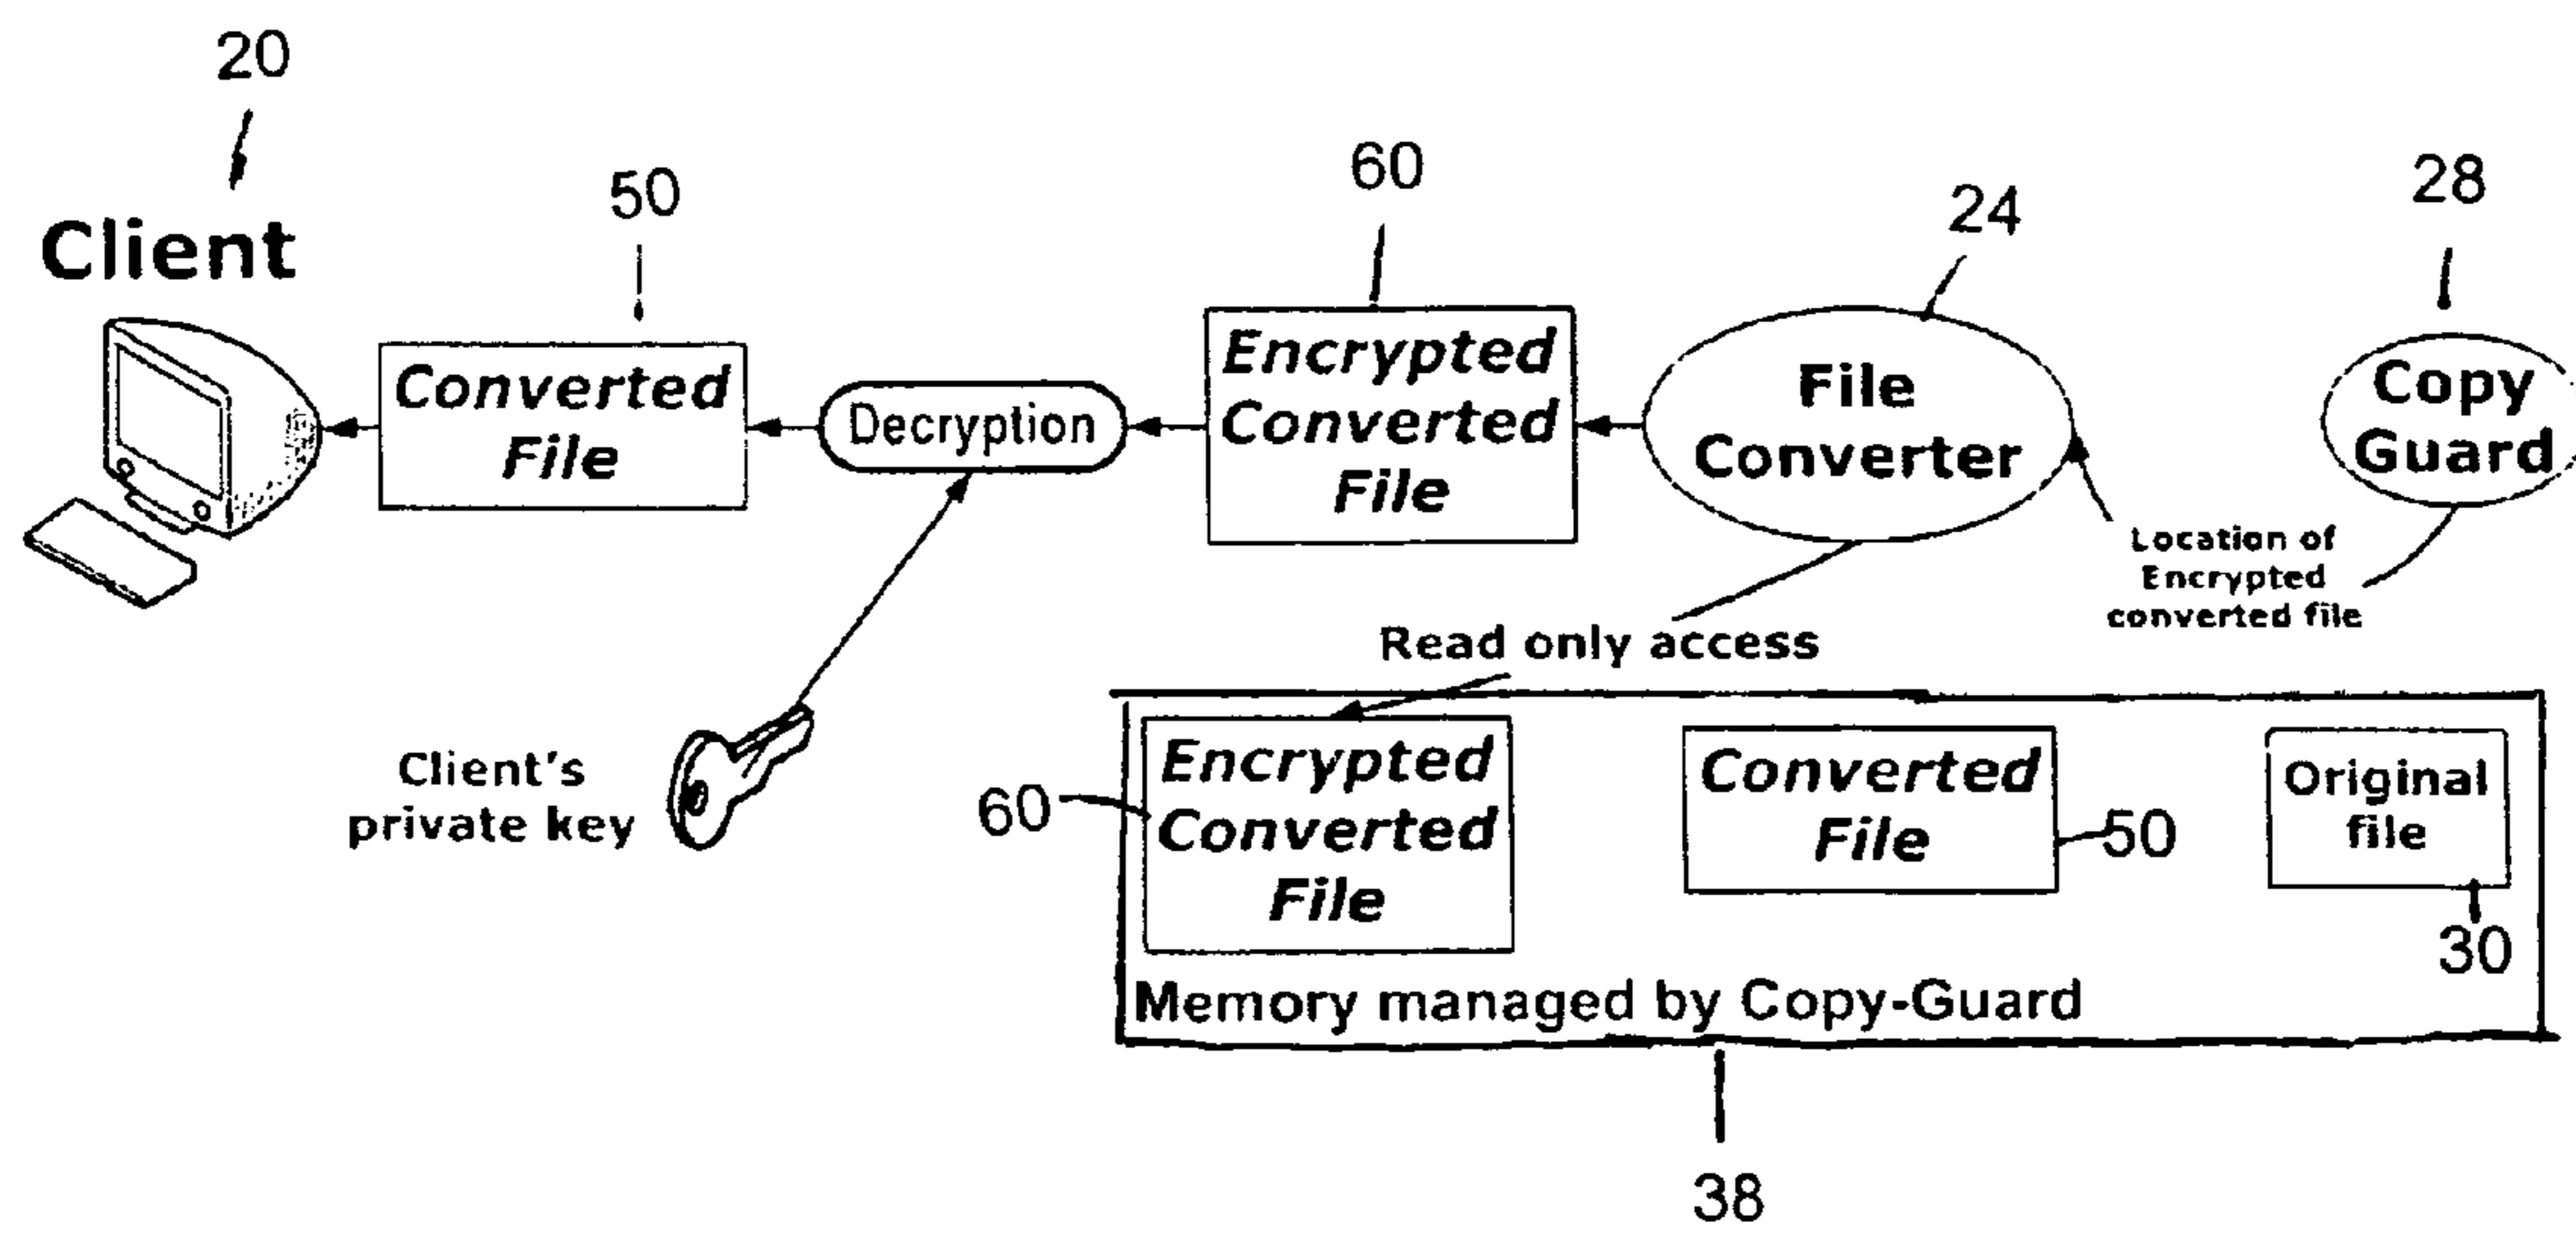 20
Client
50
Converted
File
Decryption
60
Encrypted
Converted
File
24
File
Converter
28
Copy
Guard
Location of
Encrypted
converted file
Read only access
Client's
private key
60
Encrypted
Converted
File
Converted
File
50
Original
file
30
Memory managed by Copy-Guard
38